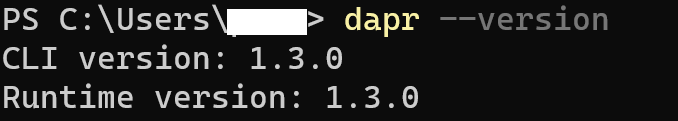 PS C:\Users\> dapr --version
CLI version: 1.3.0
Runtime version: 1.3.0